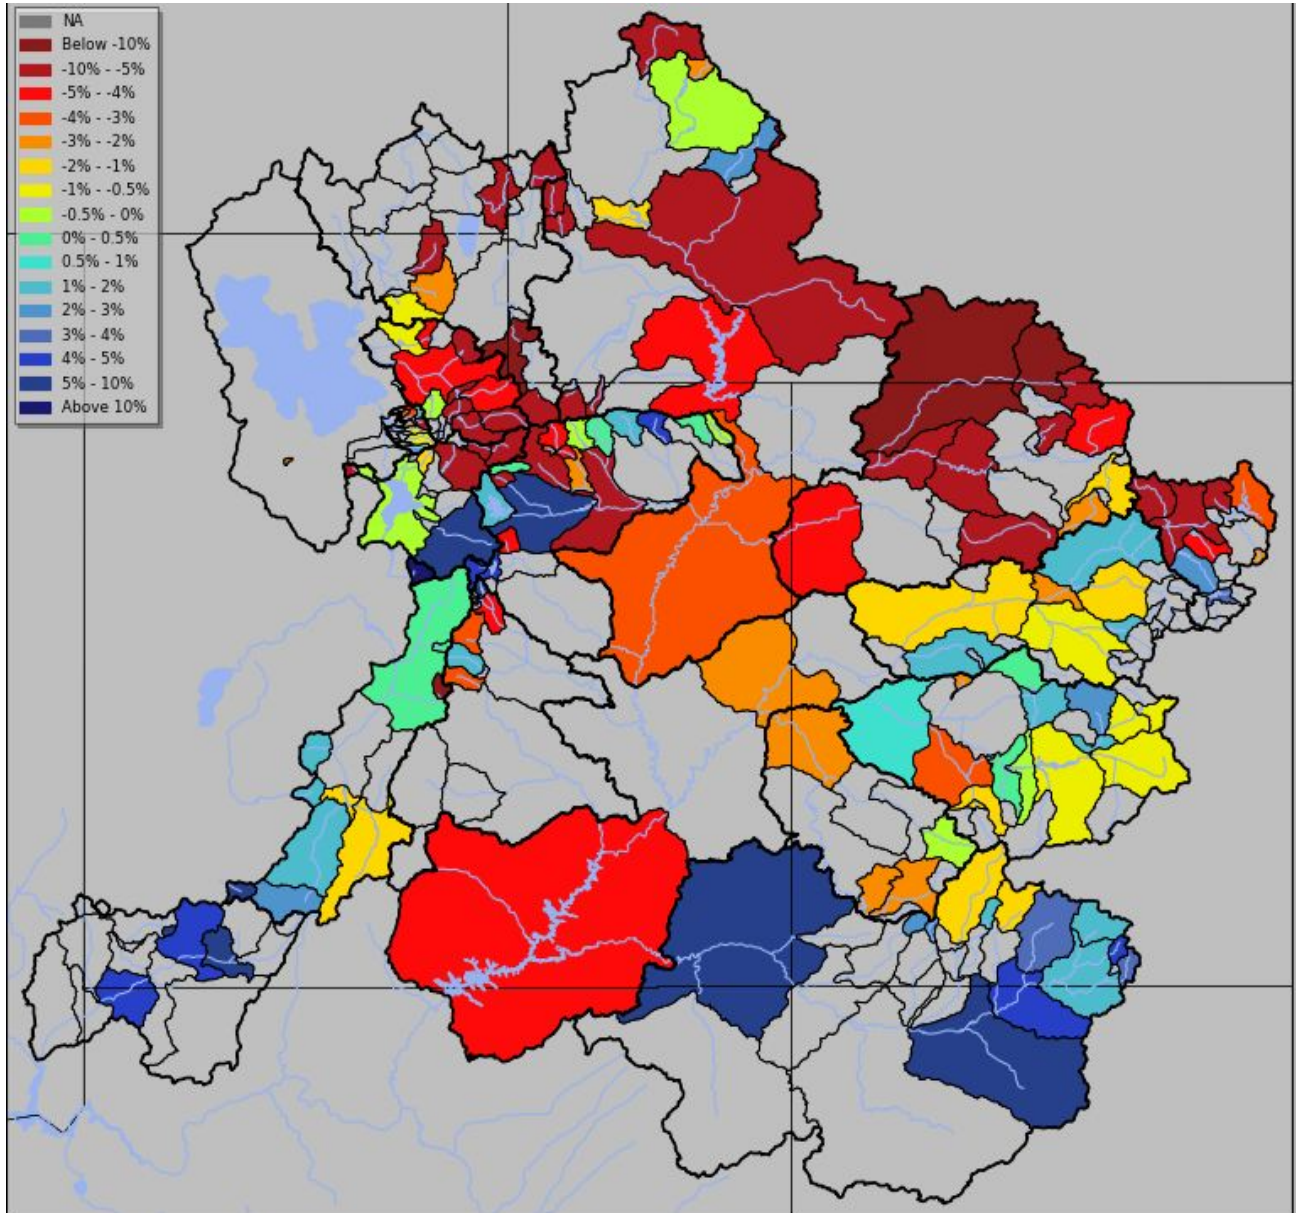 NA
Below -10%
-10% - -5%
-5% - -4%
-4% - -3%
-3% - -2%
-2% - -1%
-1% - -0.5%
-0.5% - 0%
0% - 0.5%
0.5% - 1%
1% - 2%
2% - 3%
3% - 4%
4% - 5%
5% - 10%
Above 10%